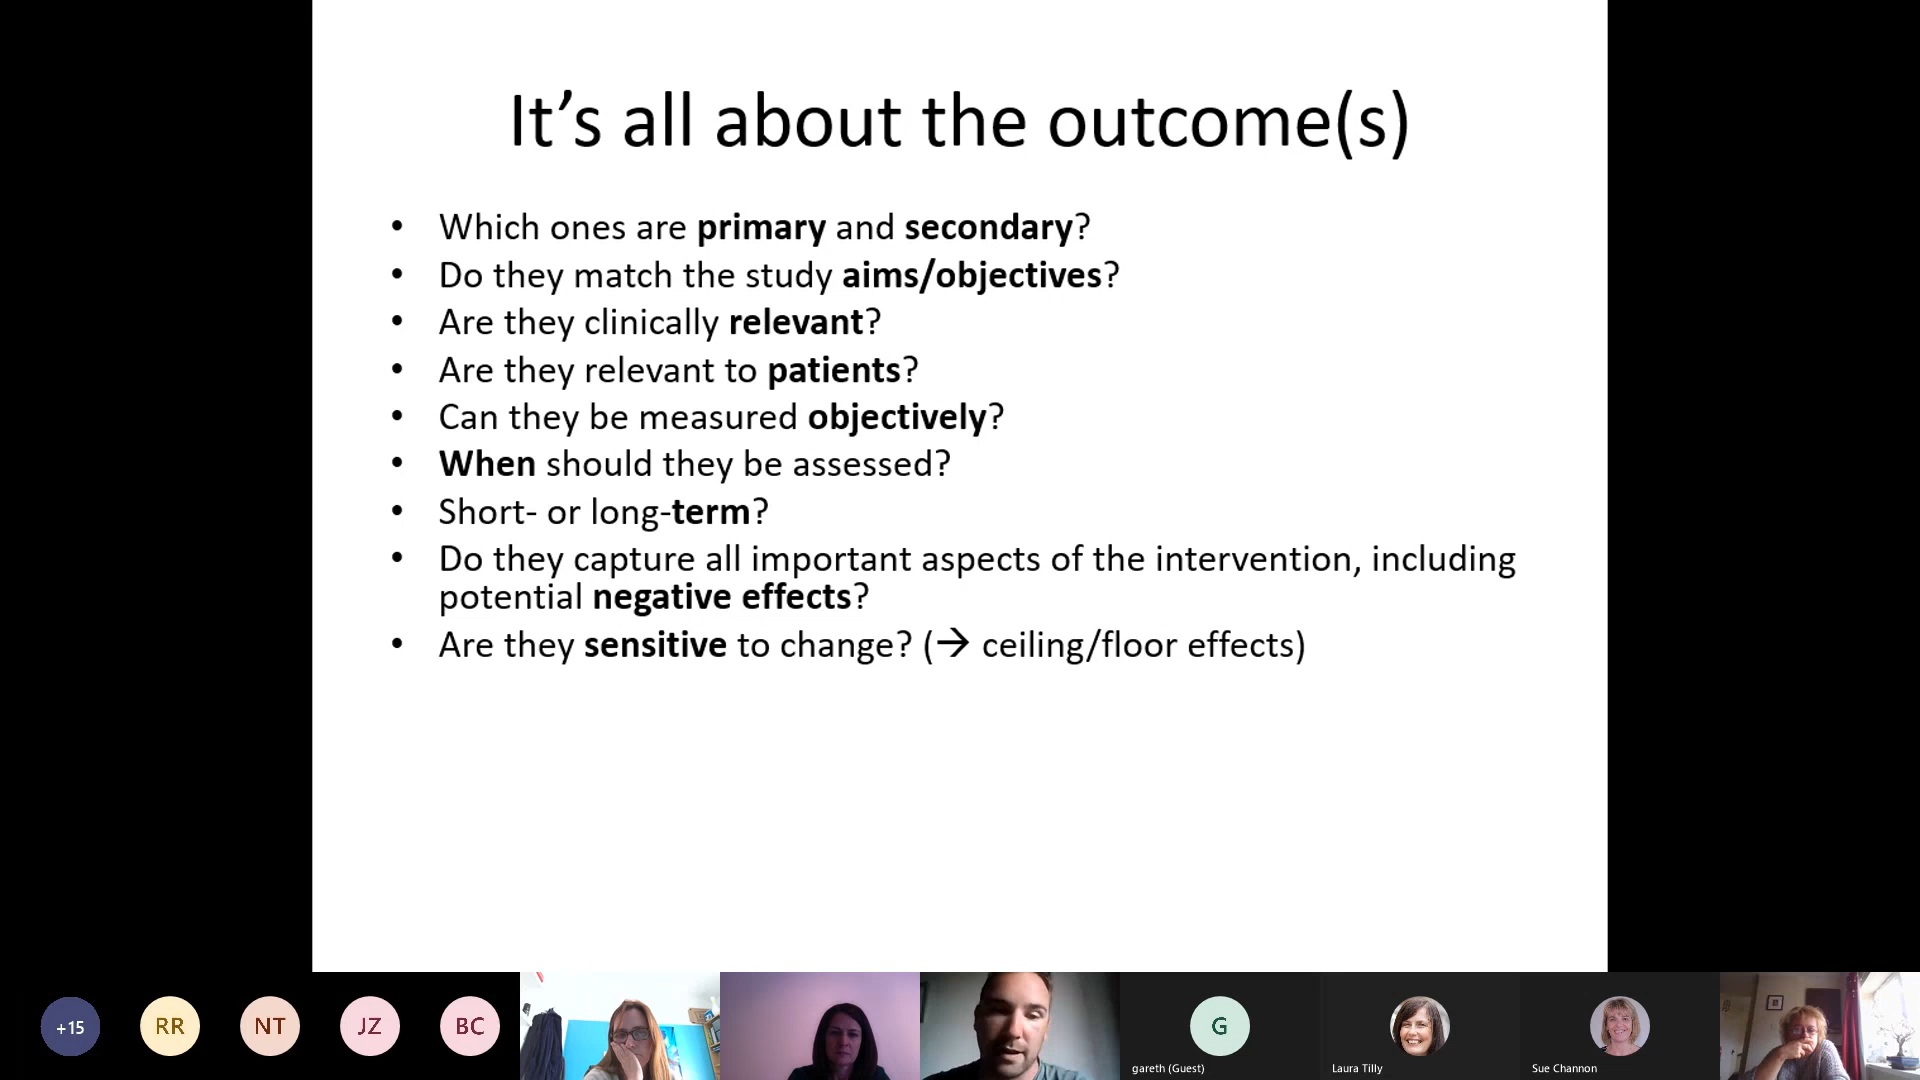 It’s all about the outcome(s)
• Which ones are primary and secondary?
• Do they match the study aims/objectives?
• Are they clinically relevant?
• Are they relevant to patients?
• Can they be measured objectively?
• When should they be assessed?
• Short- or long-term?
• Do they capture all important aspects of the intervention, including
potential negative effects?
• Are they sensitive to change? (→ ceiling/floor effects)
+15
RR
NT
JZ
BC
G
gareth (Guest)
Laura Tilly
Sue Channon